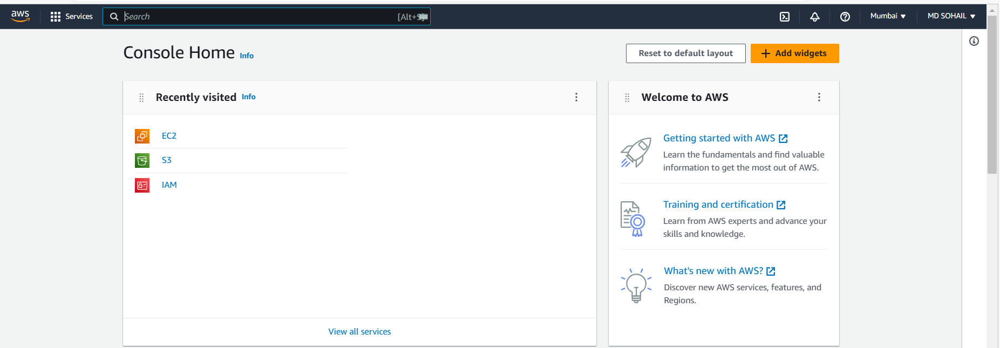 aws Services Search [Alt+S] Mumbai MD SOHAIL
Console Home Info Reset to default layout Add widgets
Recently visited Info
EC2
S3
IAM
View all services
Welcome to AWS
Getting started with AWS
Learn the fundamentals and find valuable
information to get the most out of AWS.
Training and certification
Learn from AWS experts and advance your
skills and knowledge.
What's new with AWS?
Discover new AWS services, features, and
Regions.